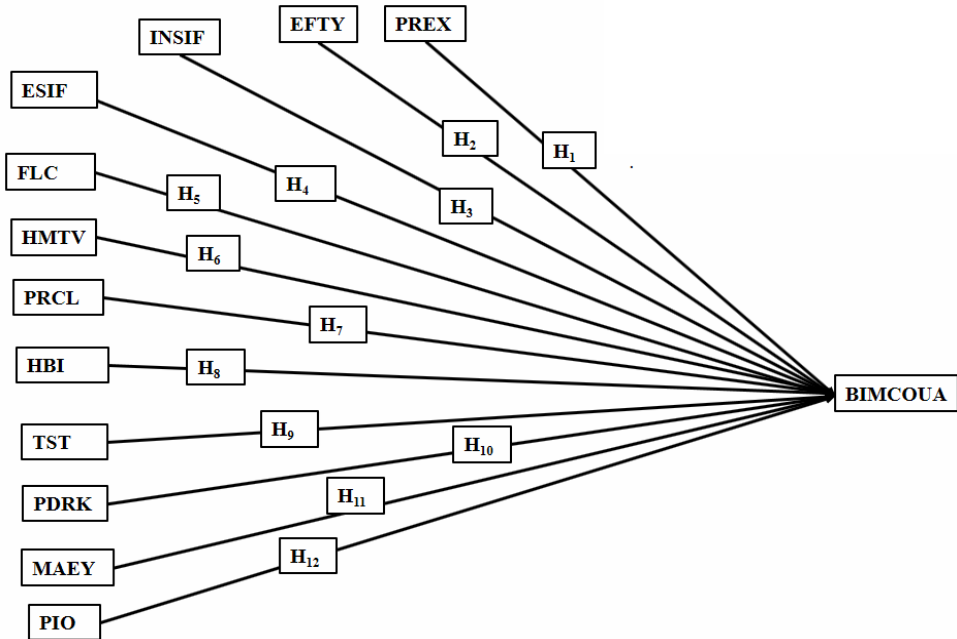 INSIF
EFTY
PREX
ESIF
H₂
H₁
FLC
H₅
H₄
H₃
HMTV
H₆
PRCL
H₇
HBI
H₈
BIMCOUA
TST
H₉
H₁₀
PDRK
H₁₁
MAEY
H₁₂
PIO